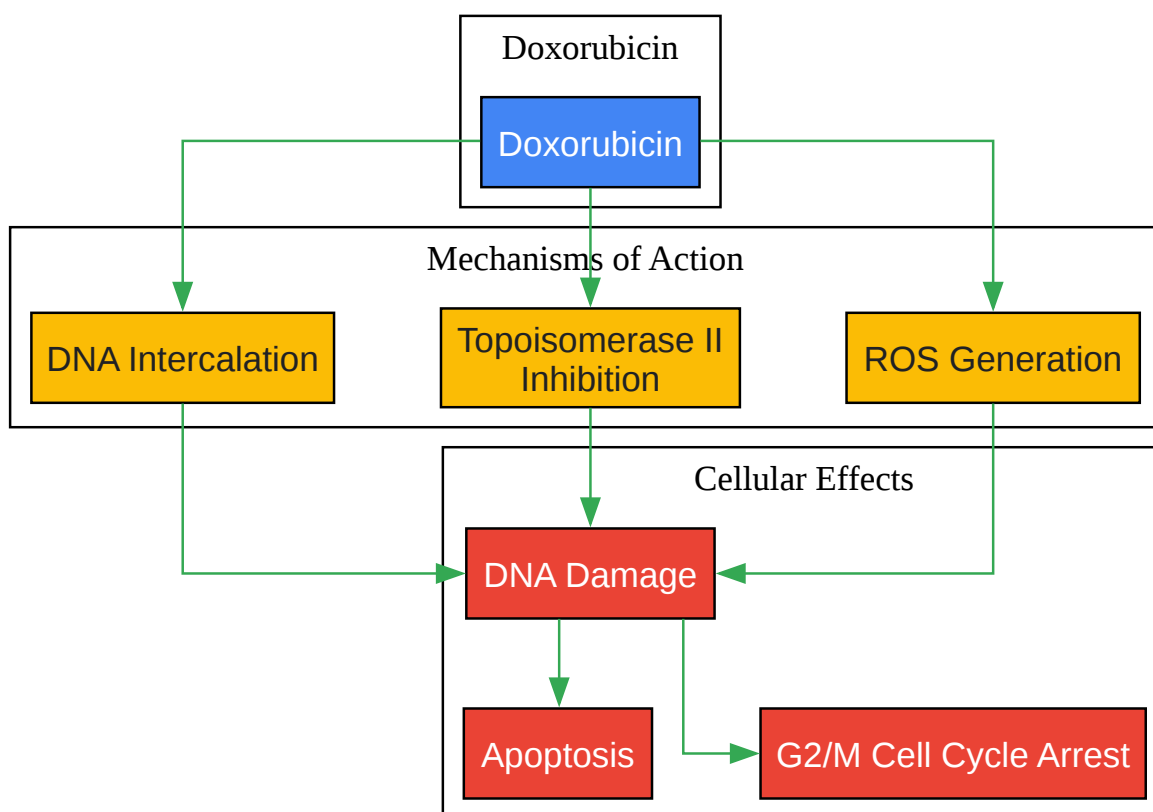 Doxorubicin
Doxorubicin
Mechanisms of Action
DNA Intercalation
Topoisomerase II
Inhibition
ROS Generation
Cellular Effects
DNA Damage
Apoptosis
G2/M Cell Cycle Arrest